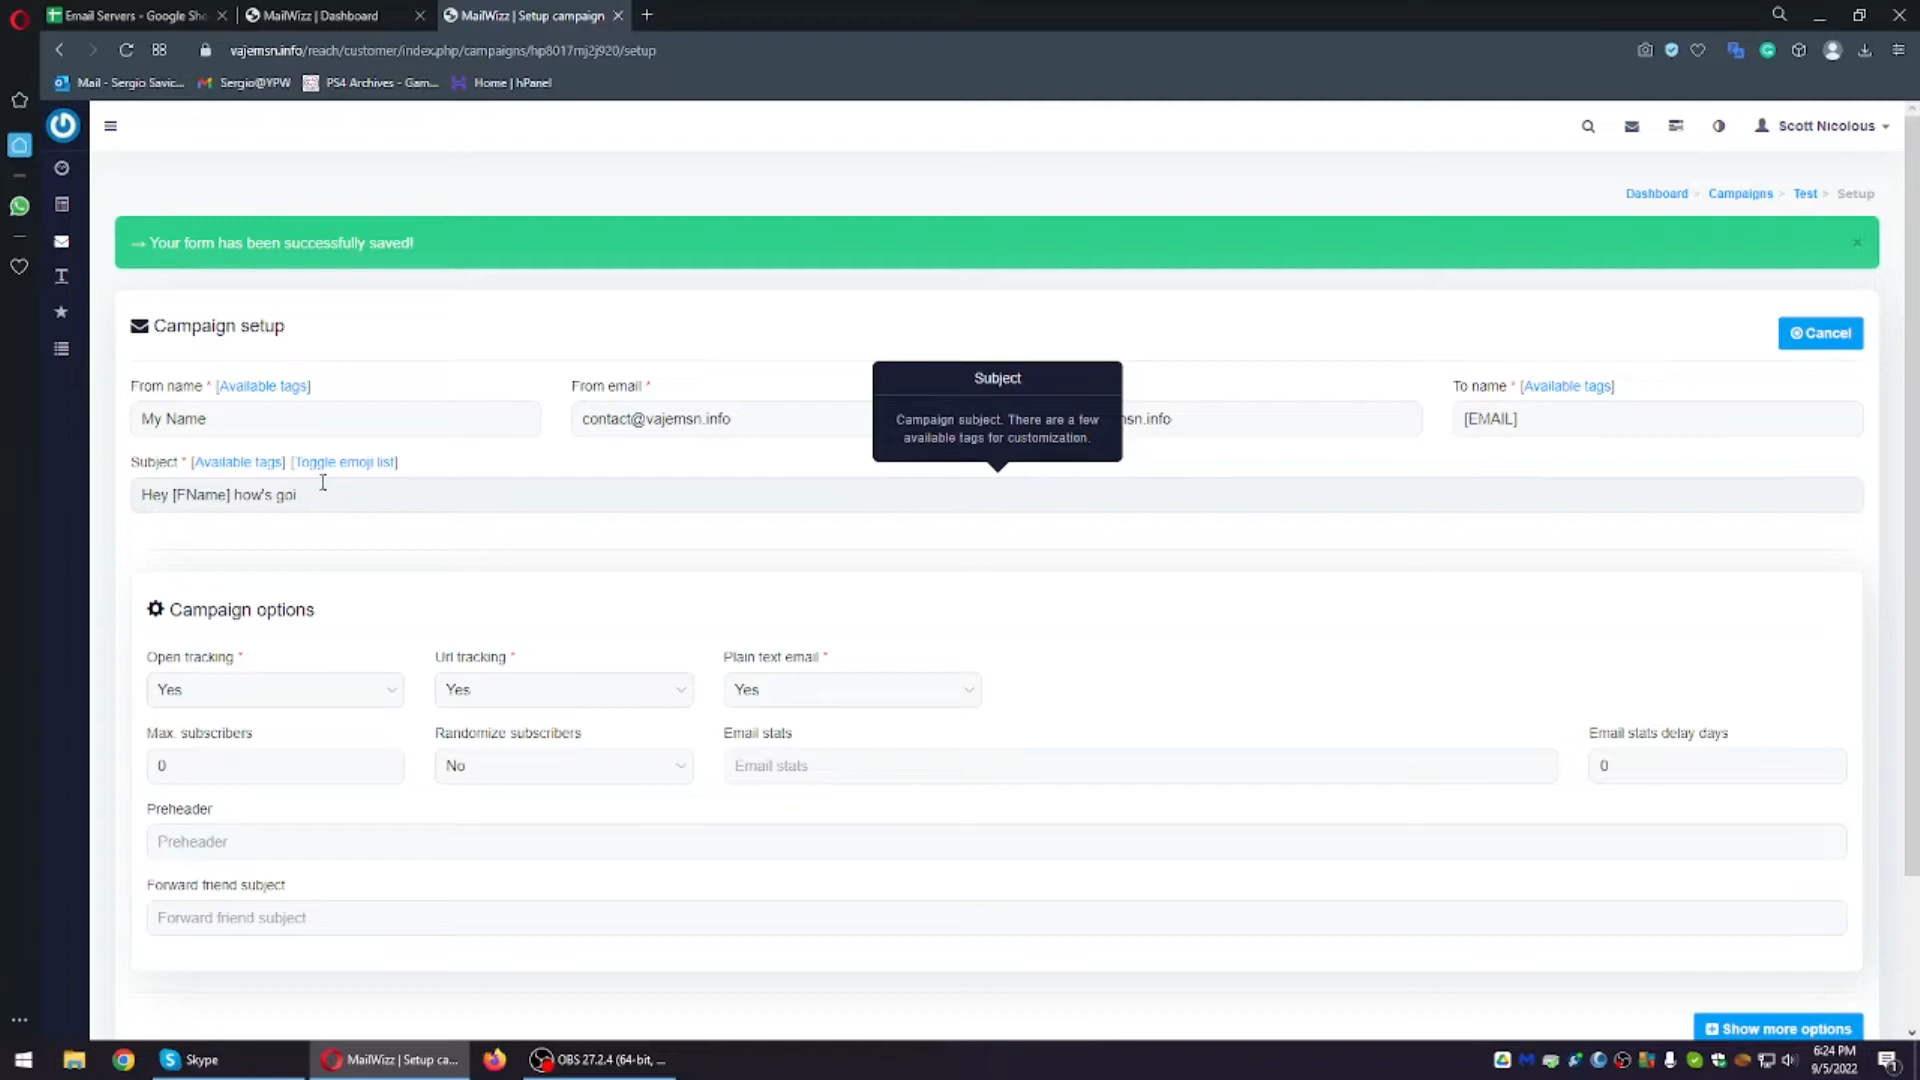 Email Servers - Google She
MailWizz | Dashboard
MailWizz | Setup campaign
vajemsn.info/reach/customer/index.php/campaigns/hp8017mj2j920/setup
Mail - Sergio Savic...
Sergio@YPW
PS4 Archives - Gam...
Home | hPanel
Scott Nicolous
Dashboard > Campaigns > Test > Setup
→ Your form has been successfully saved!
×
Campaign setup
Cancel
From name * [Available tags]
From email *
Subject
To name * [Available tags]
My Name
contact@vajemsn.info
Campaign subject. There are a few available tags for customization.
msn.info
[EMAIL]
Subject * [Available tags] [Toggle emoji list]
Hey [FName] how's goi
Campaign options
Open tracking *
Url tracking *
Plain text email *
Yes
Yes
Yes
Max. subscribers
Randomize subscribers
Email stats
Email stats delay days
0
No
Email stats
0
Preheader
Preheader
Forward friend subject
Forward friend subject
Show more options
Skype
MailWizz | Setup ca...
OBS 27.2.4 (64-bit, ...
6:24 PM
9/5/2022